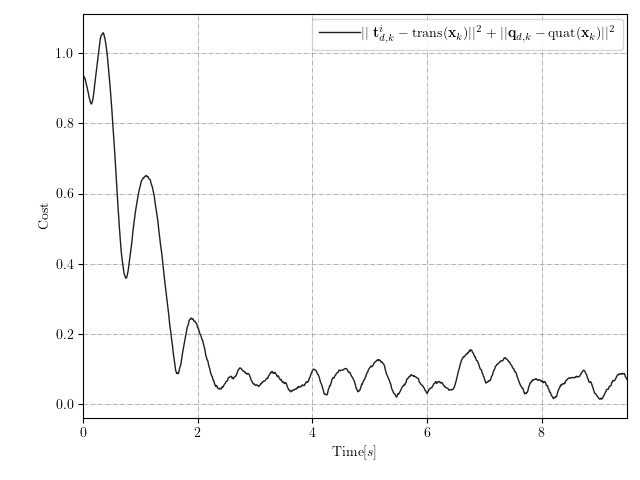 || t^i_{d,k} − trans(x_k)||^2 + ||q_{d,k} − quat(x_k)||^2
1.0
0.8
0.6
0.4
0.2
0.0
Cost
0 2 4 6 8
Time[s]